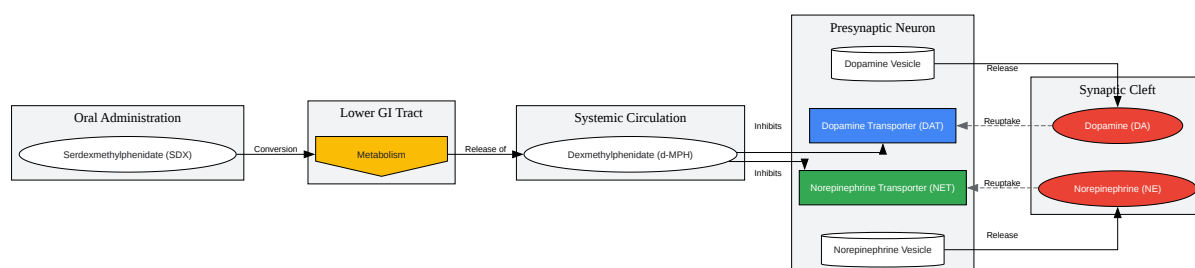 Oral Administration
Serdexmethylphenidate (SDX)
Conversion
Lower GI Tract
Metabolism
Release of
Systemic Circulation
Dexmethylphenidate (d-MPH)
Inhibits
Inhibits
Presynaptic Neuron
Dopamine Vesicle
Dopamine Transporter (DAT)
Norepinephrine Transporter (NET)
Norepinephrine Vesicle
Release
Reuptake
Reuptake
Release
Synaptic Cleft
Dopamine (DA)
Norepinephrine (NE)